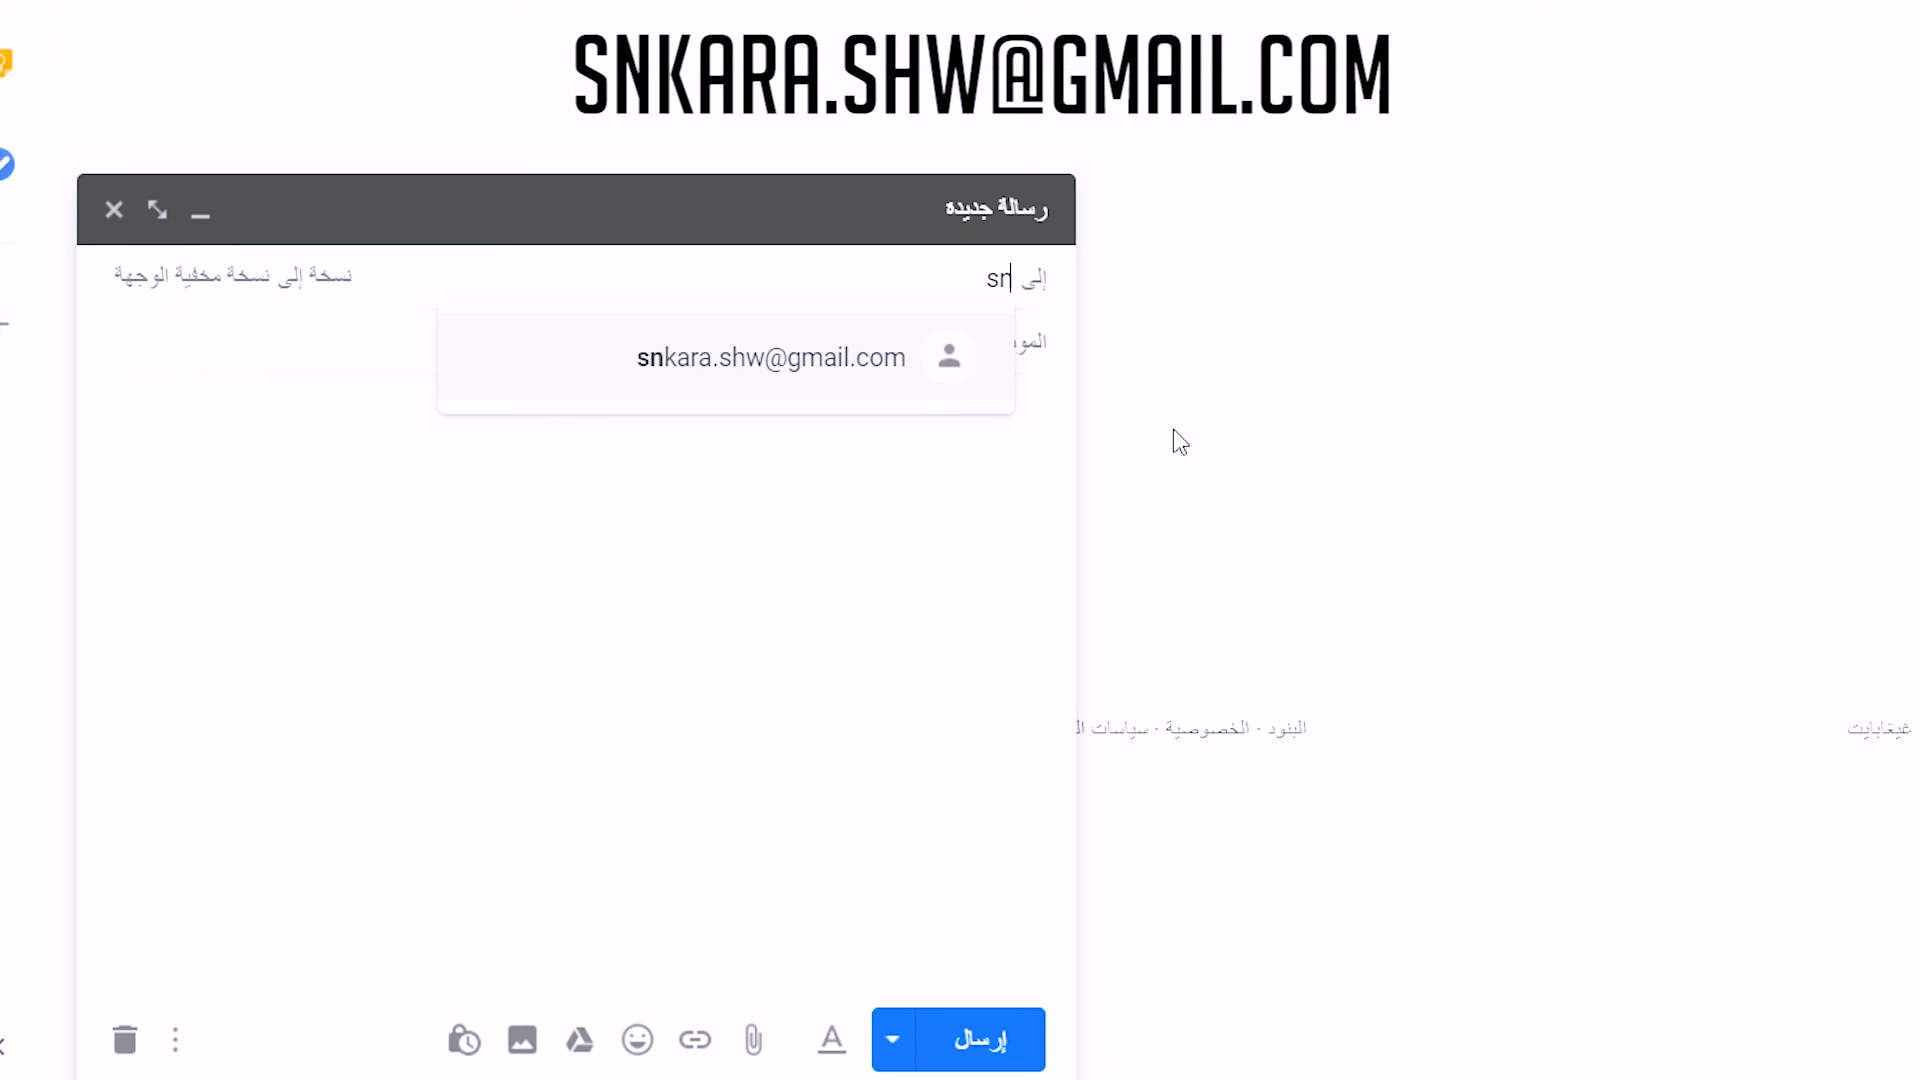 SNKARA.SHW@GMAIL.COM
رسالة جديدة
إلى sn
نسخة إلى نسخة مخفية الوجهة
snkara.shw@gmail.com
البنود · الخصوصية · سياسات
غيغابايت
إرسال